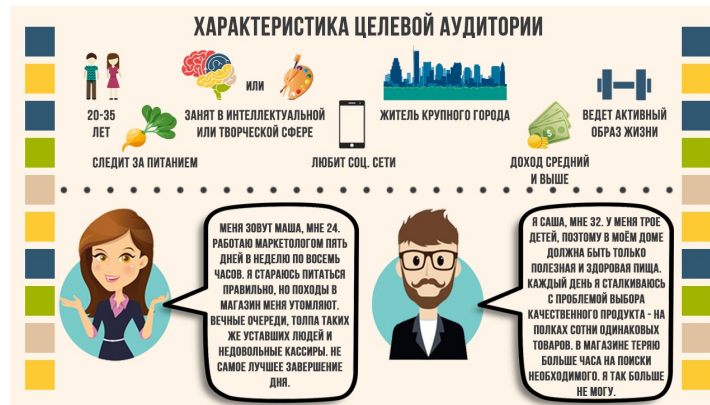 ХАРАКТЕРИСТИКА ЦЕЛЕВОЙ АУДИТОРИИ
20-35
ЛЕТ
СЛЕДИТ ЗА ПИТАНИЕМ
ИЛИ
ЗАНЯТ В ИНТЕЛЛЕКТУАЛЬНОЙ
ИЛИ ТВОРЧЕСКОЙ СФЕРЕ
ЛЮБИТ СОЦ. СЕТИ
ЖИТЕЛЬ КРУПНОГО ГОРОДА
ДОХОД СРЕДНИЙ
И ВЫШЕ
ВЕДЕТ АКТИВНЫЙ
ОБРАЗ ЖИЗНИ
МЕНЯ ЗОВУТ МАША, МНЕ 24.
РАБОТАЮ МАРКЕТОЛОГОМ ПЯТЬ
ДНЕЙ В НЕДЕЛЮ ПО ВОСЕМЬ
ЧАСОВ. Я СТАРАЮСЬ ПИТАТЬСЯ
ПРАВИЛЬНО, НО ПОХОДЫ В
МАГАЗИН МЕНЯ УТОМЛЯЮТ.
ВЕЧНЫЕ ОЧЕРЕДИ, ТОЛПА ТАКИХ
ЖЕ УСТАВШИХ ЛЮДЕЙ И
НЕДОВОЛЬНЫЕ КАССИРЫ. НЕ
САМОЕ ЛУЧШЕЕ ЗАВЕРШЕНИЕ
ДНЯ.
Я САША, МНЕ 32. У МЕНЯ ТРОЕ
ДЕТЕЙ, ПОЭТОМУ В МОЁМ ДОМЕ
ДОЛЖНА БЫТЬ ТОЛЬКО
ПОЛЕЗНАЯ И ЗДОРОВАЯ ПИЩА.
КАЖДЫЙ ДЕНЬ Я СТАЛКИВАЮСЬ
С ПРОБЛЕМОЙ ВЫБОРА
КАЧЕСТВЕННОГО ПРОДУКТА - НА
ПОЛКАХ СОТНИ ОДИНАКОВЫХ
ТОВАРОВ. В МАГАЗИНЕ ТЕРЯЮ
БОЛЬШЕ ЧАСА НА ПОИСКИ
НЕОБХОДИМОГО. Я ТАК БОЛЬШЕ
НЕ МОГУ.